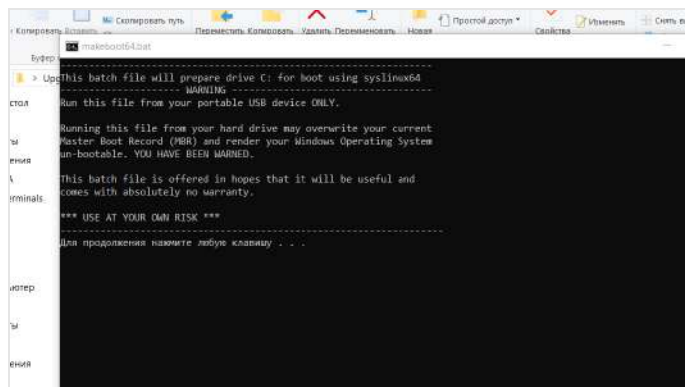 Скопировать путь
Копировать Вставить
Переместить Копировать Удалить Переименовать Новая
Простой доступ
Свойства
Изменить
Снять
Буфер
makeboot64.bat
This batch file will prepare drive C: for boot using syslinux64
-------------------- WARNING ----------------------------------
Run this file from your portable USB device ONLY.
Running this file from your hard drive may overwrite your current
Master Boot Record (MBR) and render your Windows Operating System
un-bootable. YOU HAVE BEEN WARNED.
This batch file is offered in hopes that it will be useful and
comes with absolutely no warranty.
*** USE AT YOUR OWN RISK ***
Для продолжения нажмите любую клавишу . . .
> Upg
стол
ты
ения
erminals
ютер
ты
ения